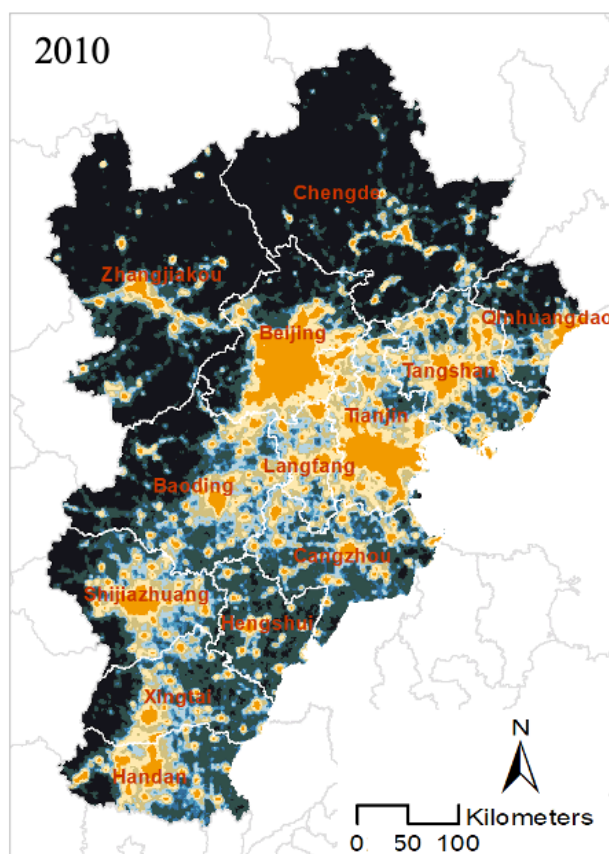 2010
Chengde
Zhangjiakou
Qinhuangdao
Beijing
Tangshan
Tianjin
Langfang
Baoding
Cangzhou
Shijiazhuang
Hengshui
Xingtai
N
Handan
Kilometers
0 50 100